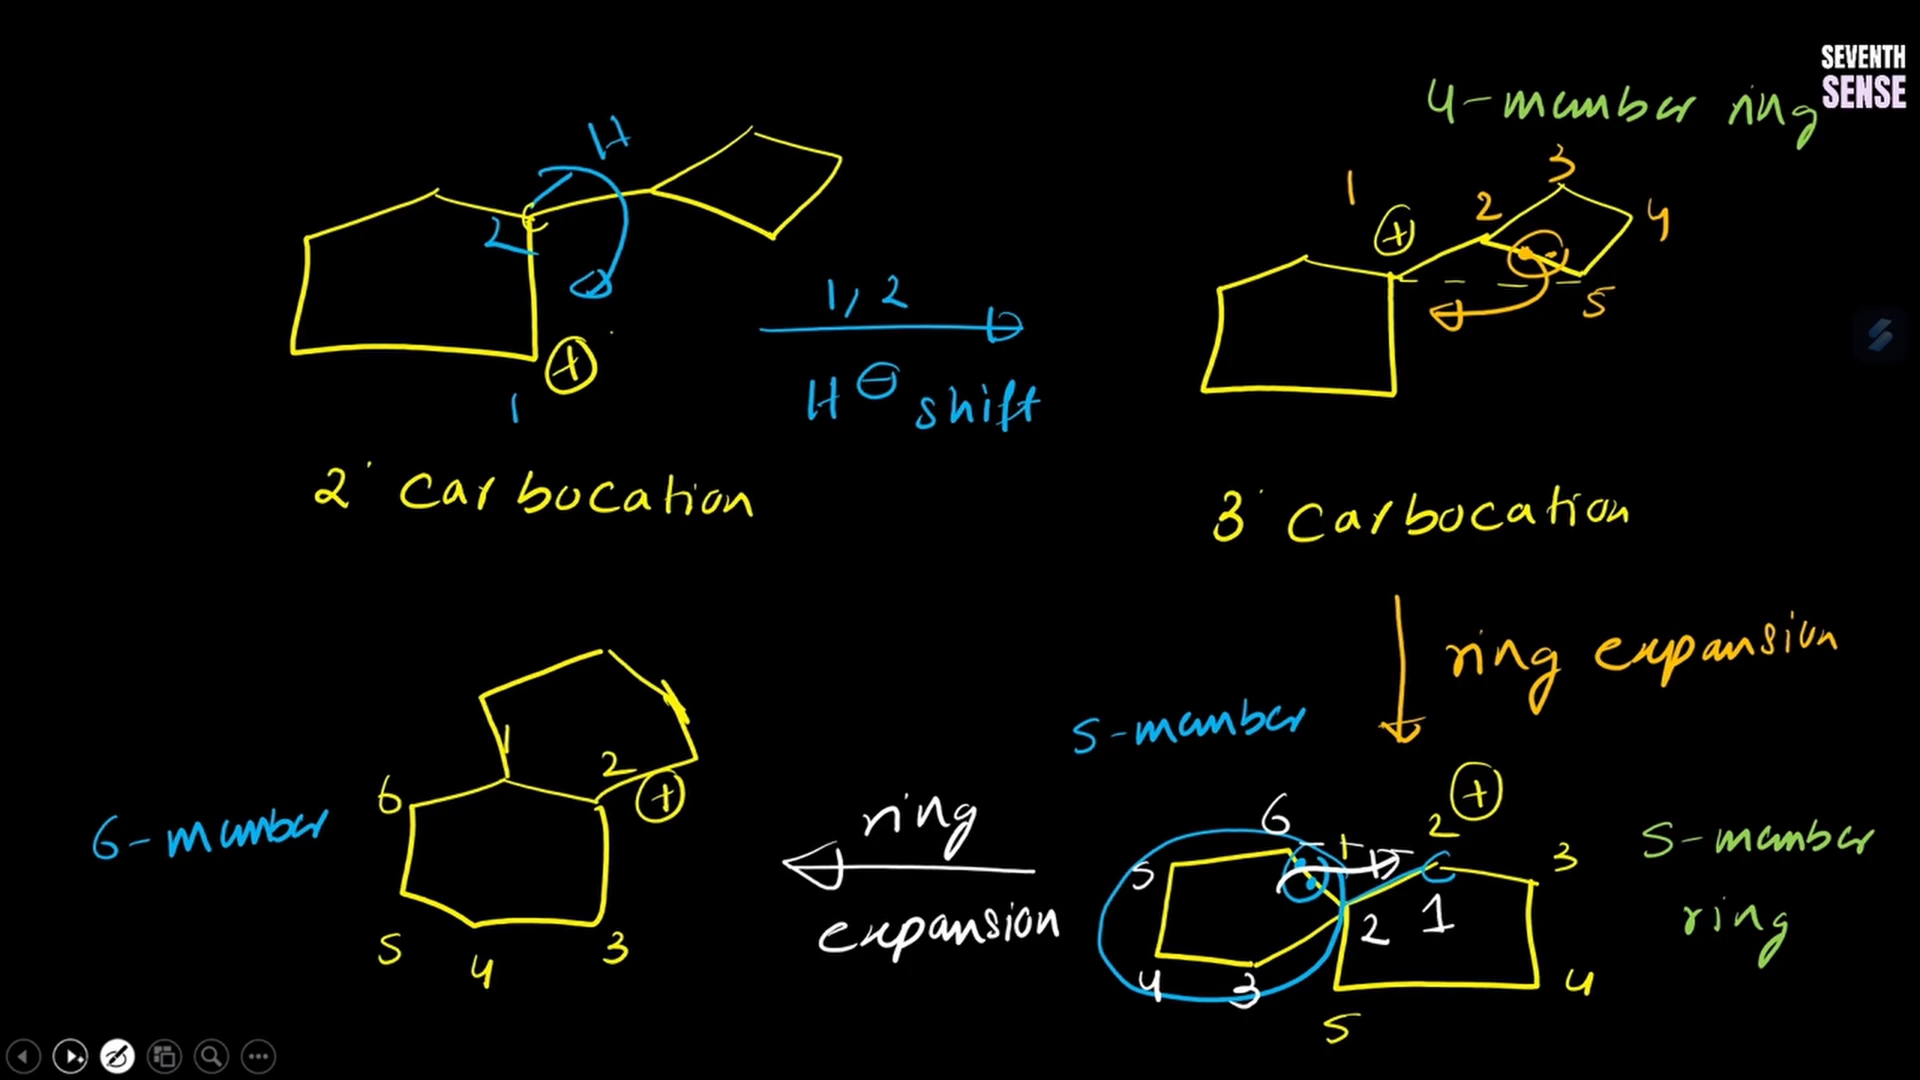 SEVENTH
SENSE
4-member ring
H
2
1
1, 2
H⊖ shift
1
+
2
3
4
5
+
2° carbocation
3° carbocation
ring expansion
5-member
+
6-member
6
1
2
+
5
4
3
ring
expansion
6
5
4
3
2
1
2
3
4
5
1
5-member
ring